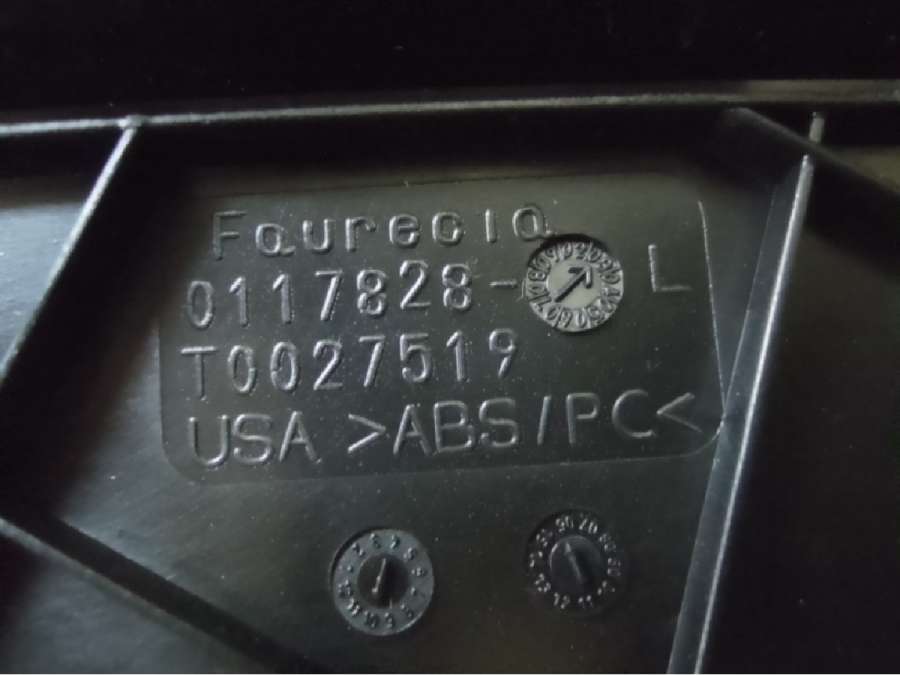 Faurecia
0117828- L
T0027519
USA >ABS/PC<